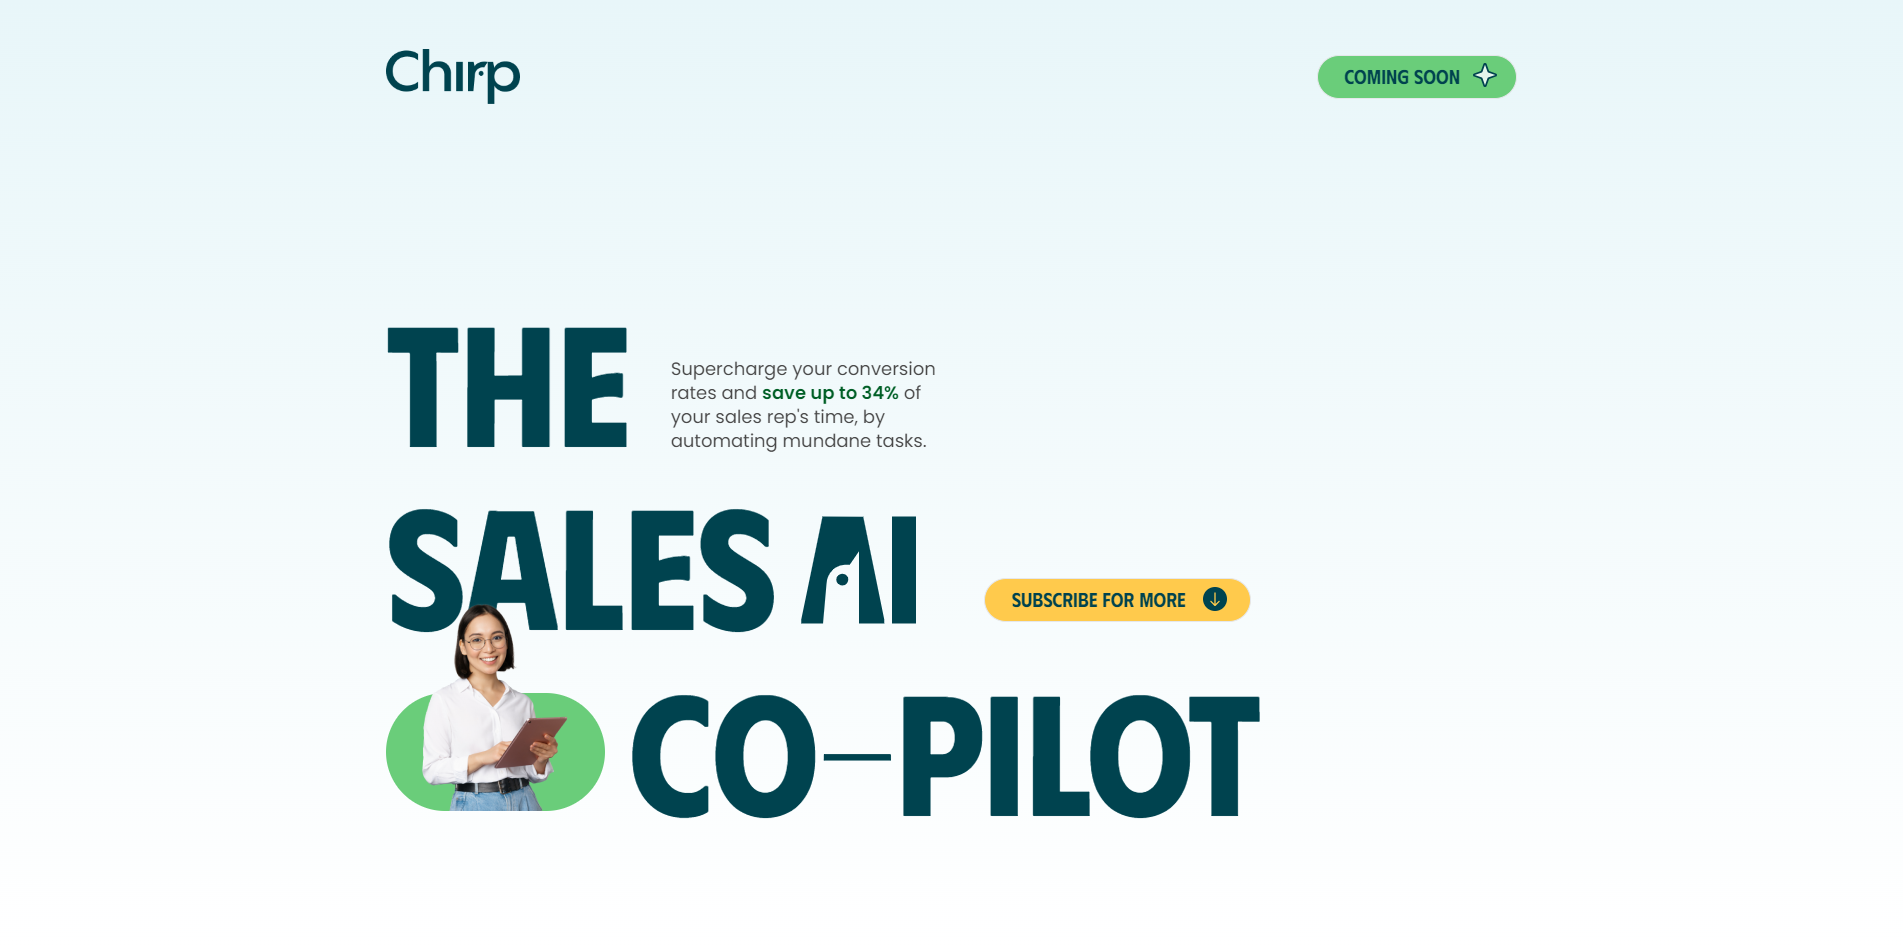 Chirp
COMING SOON
THE
Supercharge your conversion
rates and save up to 34% of
your sales rep's time, by
automating mundane tasks.
SALES AI
SUBSCRIBE FOR MORE
CO—PILOT